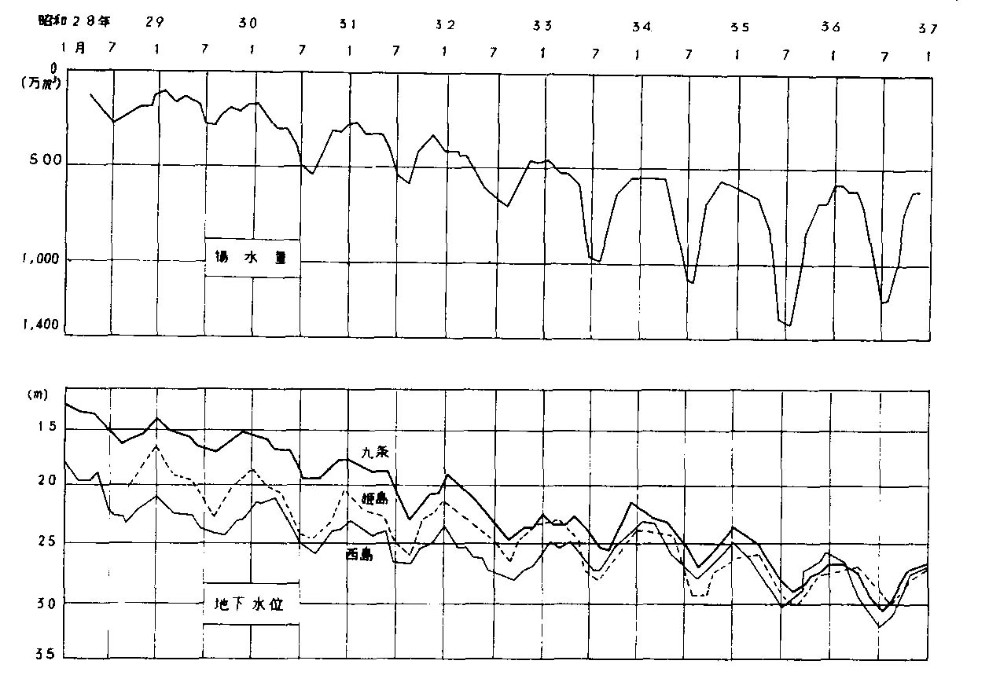 昭和28年 29 30 31 32 33 34 35 36 37
1月 7 1 7 1 7 1 7 1 7 1 7 1 7 1 7 1 7 1
0
(万m³)
500
1,000
揚水量
1,400
(m)
15
九条
20
姫島
25
西島
30
地下水位
35